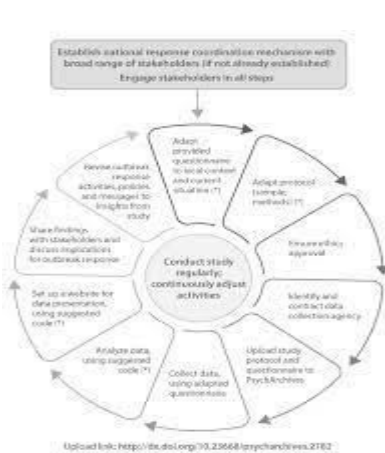 Establish national response coordination mechanism with
broad range of stakeholders (if not already established)
Engage stakeholders in all steps
Adapt
provided
questionnaire
to local context
and current
situation (*)
Adapt protocol
(sample,
methods) (*)
Ensure ethics
approval
Identify and
contract data
collection agency
Upload study
protocol and
questionnaire to
PsychArchives
Collect data,
using adapted
questionnaire
Analyze data,
using suggested
code (*)
Set up a website for
data presentation,
using suggested
code (*)
Share findings
with stakeholders and
discuss implications
for outbreak response
Revise outbreak
response
activities, policies
and messages to
insights from
study
Conduct study
regularly;
continuously adjust
activities
Upload link: http://dx.doi.org/10.23668/psycharchives.2782